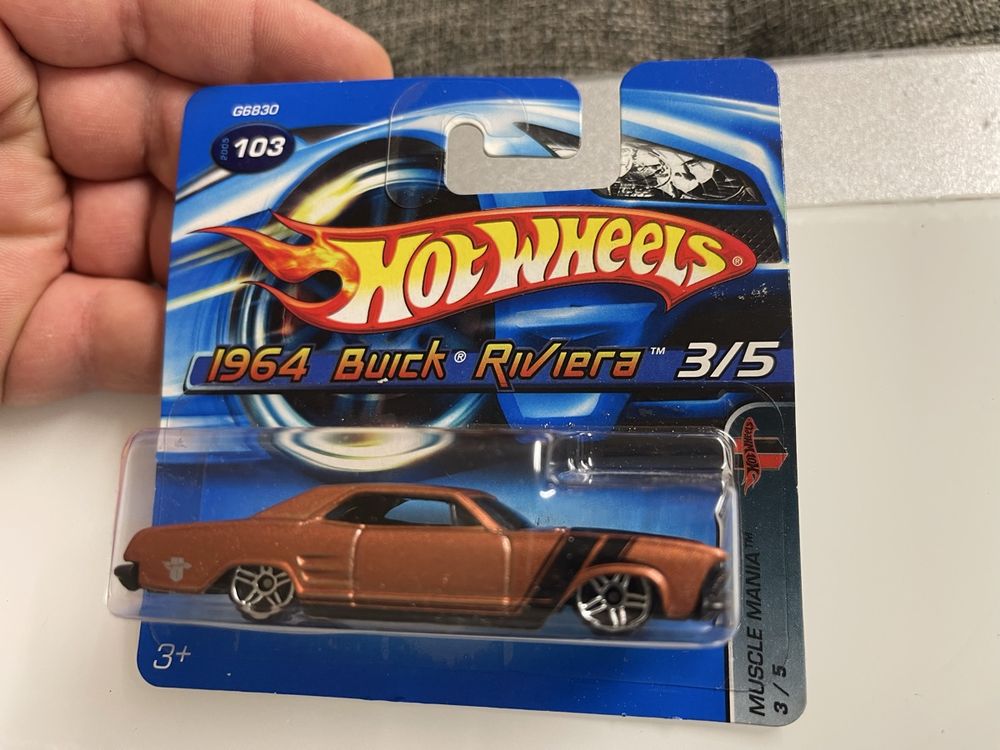 G6830
2005 103
HOT WHEELS®
1964 Buick® Riviera™ 3/5
HOT WHEELS
MUSCLE MANIA™
3/5
3+